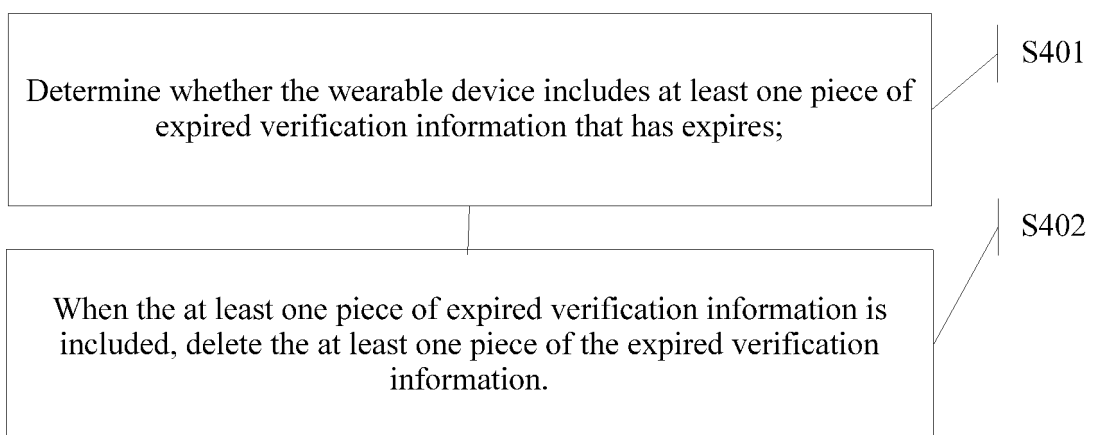 S401
Determine whether the wearable device includes at least one piece of
expired verification information that has expires;
S402
When the at least one piece of expired verification information is
included, delete the at least one piece of the expired verification
information.